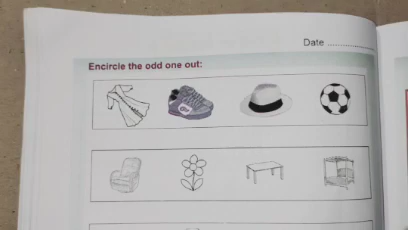 Date ..................
Encircle the odd one out: